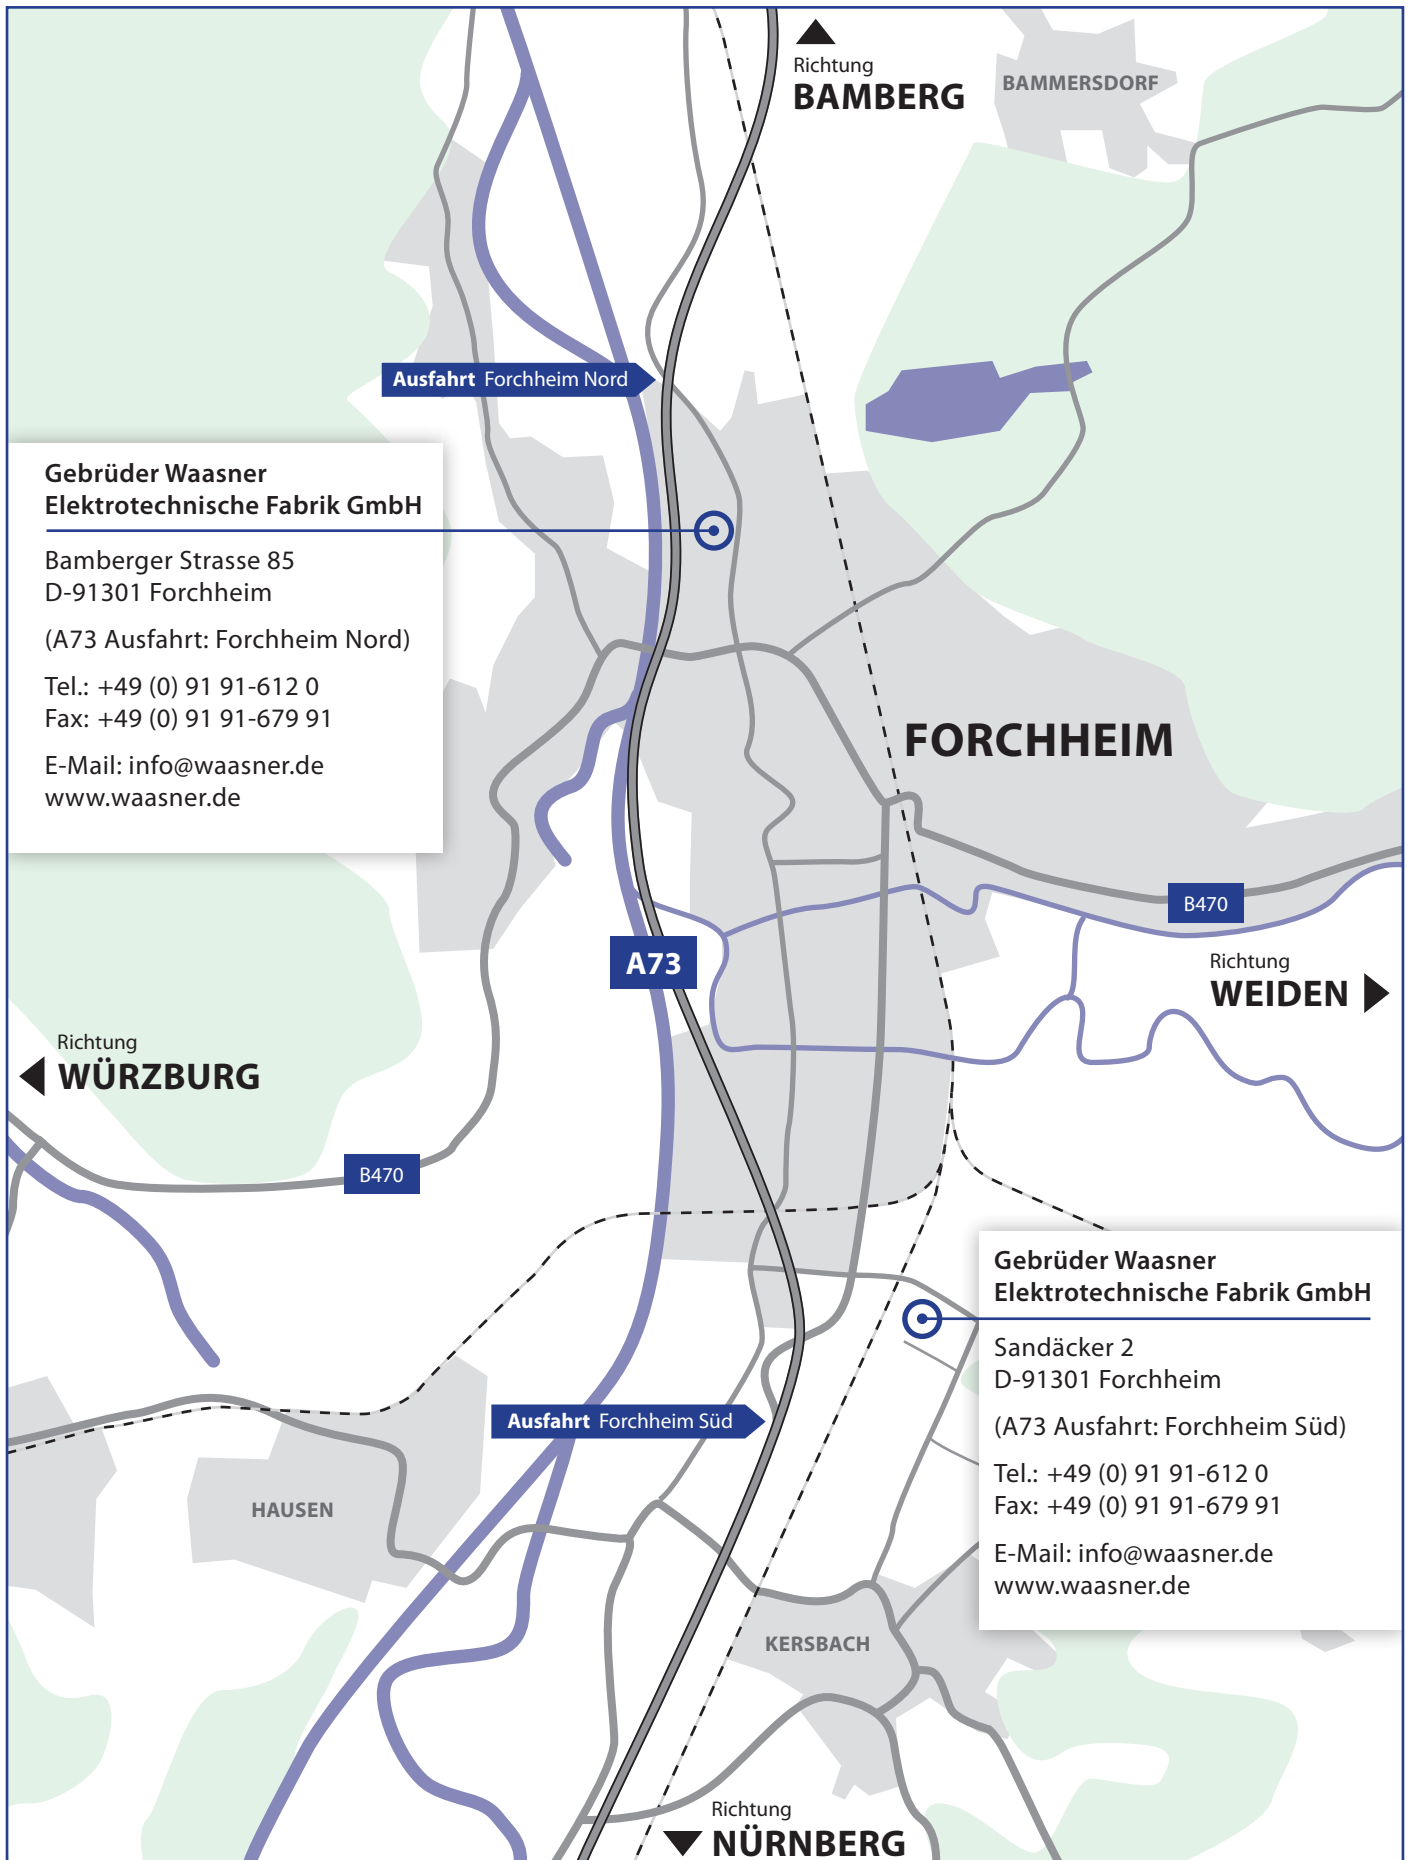 Richtung
BAMBERG
BAMMERSDORF
Ausfahrt Forchheim Nord
Gebrüder Waasner
Elektrotechnische Fabrik GmbH
Bamberger Strasse 85
D-91301 Forchheim
(A73 Ausfahrt: Forchheim Nord)
Tel.: +49 (0) 91 91-612 0
Fax: +49 (0) 91 91-679 91
E-Mail: info@waasner.de
www.waasner.de
FORCHHEIM
B470
A73
Richtung
WEIDEN
Richtung
WÜRZBURG
B470
Gebrüder Waasner
Elektrotechnische Fabrik GmbH
Sandäcker 2
D-91301 Forchheim
(A73 Ausfahrt: Forchheim Süd)
Tel.: +49 (0) 91 91-612 0
Fax: +49 (0) 91 91-679 91
E-Mail: info@waasner.de
www.waasner.de
Ausfahrt Forchheim Süd
HAUSEN
KERSBACH
Richtung
NÜRNBERG